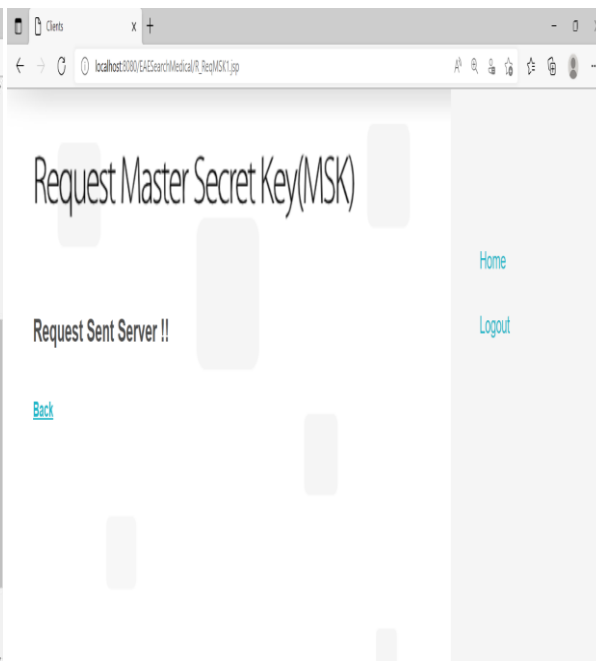 Clients
localhost:8080/EAESearchMedical/R_ReqMSK1.jsp
Request Master Secret Key(MSK)
Home
Request Sent Server !!
Logout
Back